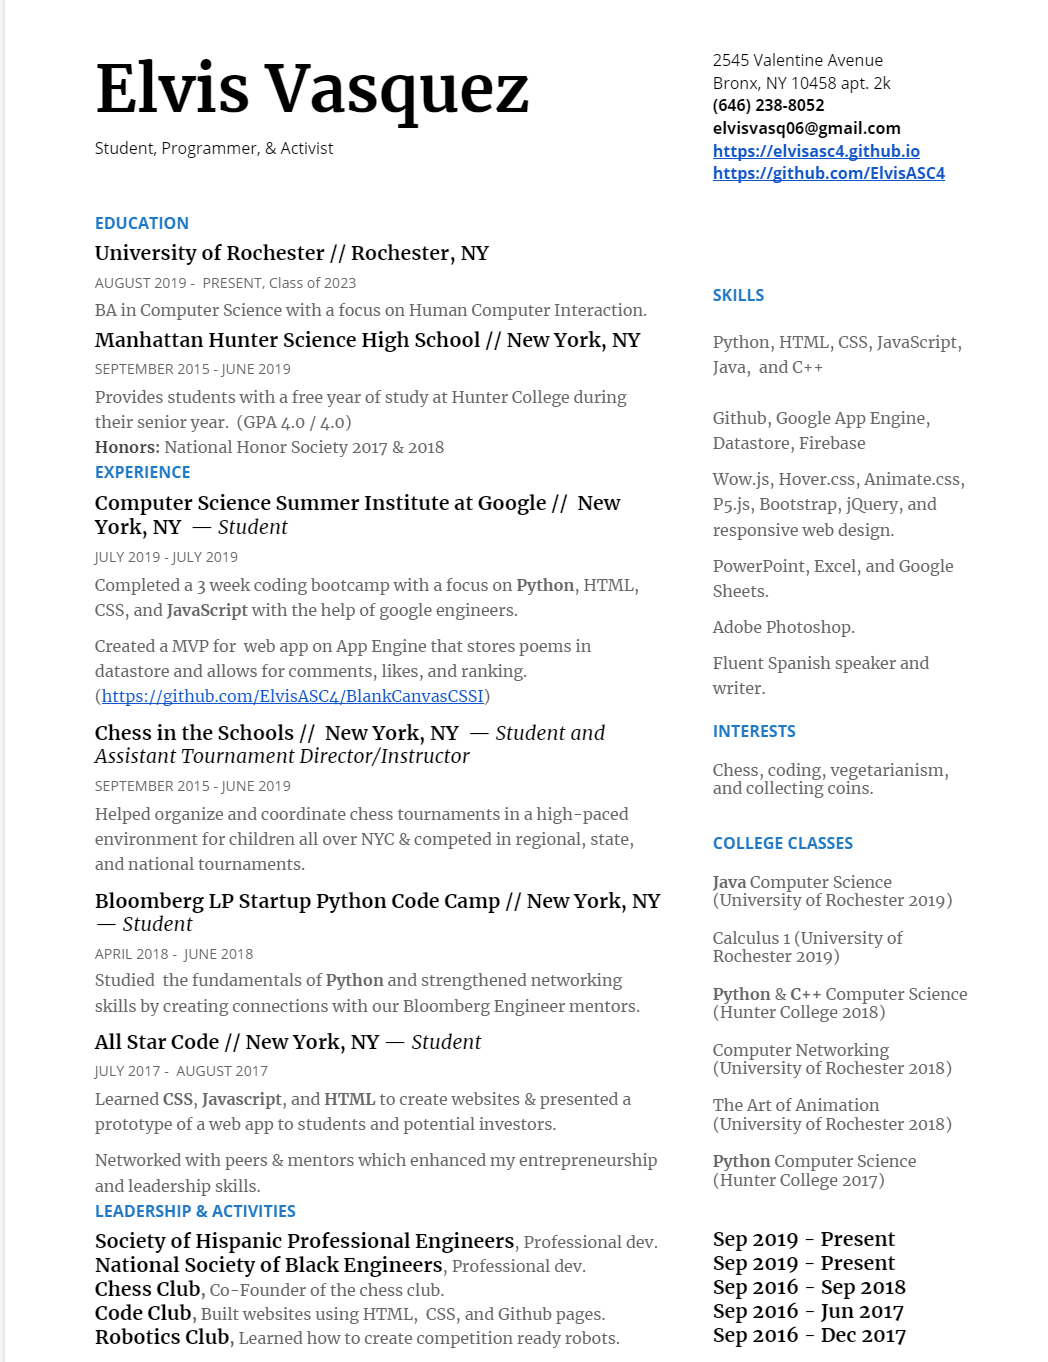 Elvis Vasquez
Student, Programmer, & Activist
2545 Valentine Avenue
Bronx, NY 10458 apt. 2k
(646) 238-8052
elvisvasq06@gmail.com
https://elvisasc4.github.io
https://github.com/ElvisASC4
EDUCATION
University of Rochester // Rochester, NY
AUGUST 2019 -  PRESENT, Class of 2023
BA in Computer Science with a focus on Human Computer Interaction.
Manhattan Hunter Science High School // New York, NY
SEPTEMBER 2015 - JUNE 2019
Provides students with a free year of study at Hunter College during
their senior year.  (GPA 4.0 / 4.0)
Honors: National Honor Society 2017 & 2018
EXPERIENCE
Computer Science Summer Institute at Google //  New
York, NY  — Student
JULY 2019 - JULY 2019
Completed a 3 week coding bootcamp with a focus on Python, HTML,
CSS, and JavaScript with the help of google engineers.
Created a MVP for  web app on App Engine that stores poems in
datastore and allows for comments, likes, and ranking.
(https://github.com/ElvisASC4/BlankCanvasCSSI)
Chess in the Schools //  New York, NY  — Student and
Assistant Tournament Director/Instructor
SEPTEMBER 2015 - JUNE 2019
Helped organize and coordinate chess tournaments in a high-paced
environment for children all over NYC & competed in regional, state,
and national tournaments.
Bloomberg LP Startup Python Code Camp // New York, NY
— Student
APRIL 2018 -  JUNE 2018
Studied  the fundamentals of Python and strengthened networking
skills by creating connections with our Bloomberg Engineer mentors.
All Star Code // New York, NY — Student
JULY 2017 -  AUGUST 2017
Learned CSS, Javascript, and HTML to create websites & presented a
prototype of a web app to students and potential investors.
Networked with peers & mentors which enhanced my entrepreneurship
and leadership skills.
LEADERSHIP & ACTIVITIES
Society of Hispanic Professional Engineers, Professional dev.
National Society of Black Engineers, Professional dev.
Chess Club, Co-Founder of the chess club.
Code Club, Built websites using HTML,  CSS, and Github pages.
Robotics Club, Learned how to create competition ready robots.
SKILLS
Python, HTML, CSS, JavaScript,
Java,  and C++
Github, Google App Engine,
Datastore, Firebase
Wow.js, Hover.css, Animate.css,
P5.js, Bootstrap, jQuery, and
responsive web design.
PowerPoint, Excel, and Google
Sheets.
Adobe Photoshop.
Fluent Spanish speaker and
writer.
INTERESTS
Chess, coding, vegetarianism,
and collecting coins.
COLLEGE CLASSES
Java Computer Science
(University of Rochester 2019)
Calculus 1 (University of
Rochester 2019)
Python & C++ Computer Science
(Hunter College 2018)
Computer Networking
(University of Rochester 2018)
The Art of Animation
(University of Rochester 2018)
Python Computer Science
(Hunter College 2017)
Sep 2019 - Present
Sep 2019 - Present
Sep 2016 - Sep 2018
Sep 2016 - Jun 2017
Sep 2016 - Dec 2017